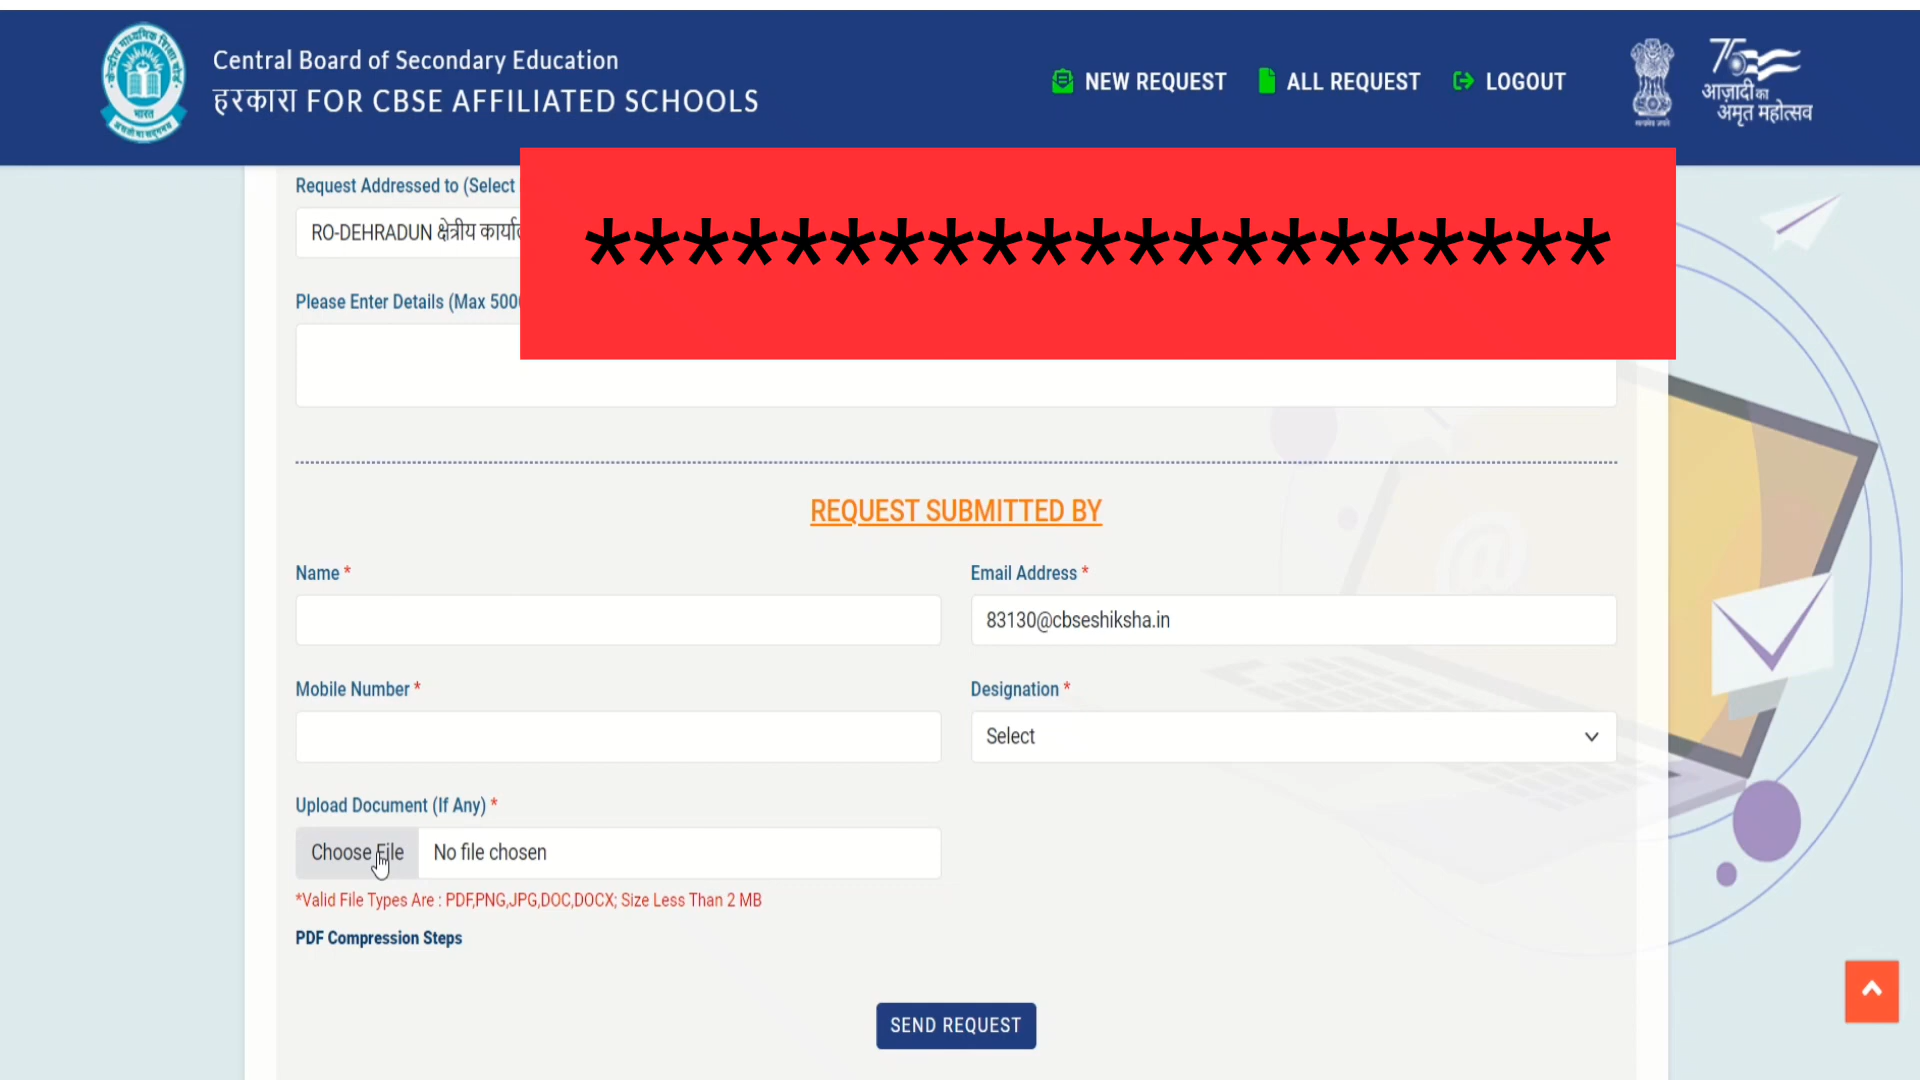 Central Board of Secondary Education
हरकारा FOR CBSE AFFILIATED SCHOOLS
NEW REQUEST
ALL REQUEST
LOGOUT
75
आज़ादी का
अमृत महोत्सव
Request Addressed to (Select
RO-DEHRADUN क्षेत्रीय
*********************
Please Enter Details (Max
REQUEST SUBMITTED BY
Name *
Email Address *
83130@cbseshiksha.in
Mobile Number *
Designation *
Select
Upload Document (If Any) *
Choose File No file chosen
*Valid File Types Are : PDF,PNG,JPG,DOC,DOCX; Size Less Than 2 MB
PDF Compression Steps
SEND REQUEST